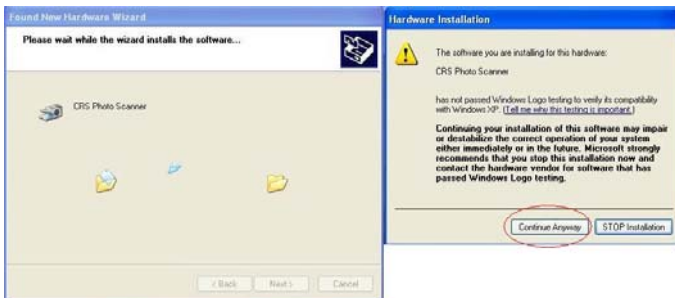 Found New Hardware Wizard
Please wait while the wizard installs the software...
CRS Photo Scanner
< Back
Next >
Cancel
Hardware Installation
The software you are installing for this hardware:
CRS Photo Scanner
has not passed Windows Logo testing to verify its compatibility
with Windows XP. (Tell me why this testing is important.)
Continuing your installation of this software may impair
or destabilize the correct operation of your system
either immediately or in the future. Microsoft strongly
recommends that you stop this installation now and
contact the hardware vendor for software that has
passed Windows Logo testing.
Continue Anyway
STOP Installation